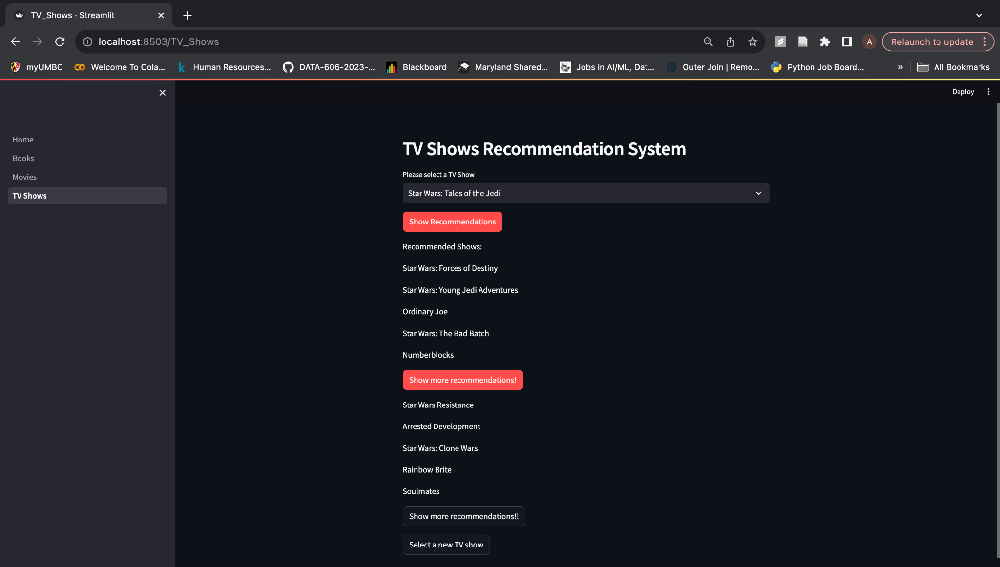 TV_Shows · Streamlit
localhost:8503/TV_Shows
A
Relaunch to update
myUMBC
Welcome To Cola...
Human Resources...
DATA-606-2023-...
Blackboard
Maryland Shared...
Jobs in AI/ML, Dat...
Outer Join | Remo...
Python Job Board...
»
All Bookmarks
Deploy
Home
Books
Movies
TV Shows
TV Shows Recommendation System
Please select a TV Show
Star Wars: Tales of the Jedi
Show Recommendations
Recommended Shows:
Star Wars: Forces of Destiny
Star Wars: Young Jedi Adventures
Ordinary Joe
Star Wars: The Bad Batch
Numberblocks
Show more recommendations!
Star Wars Resistance
Arrested Development
Star Wars: Clone Wars
Rainbow Brite
Soulmates
Show more recommendations!!
Select a new TV show